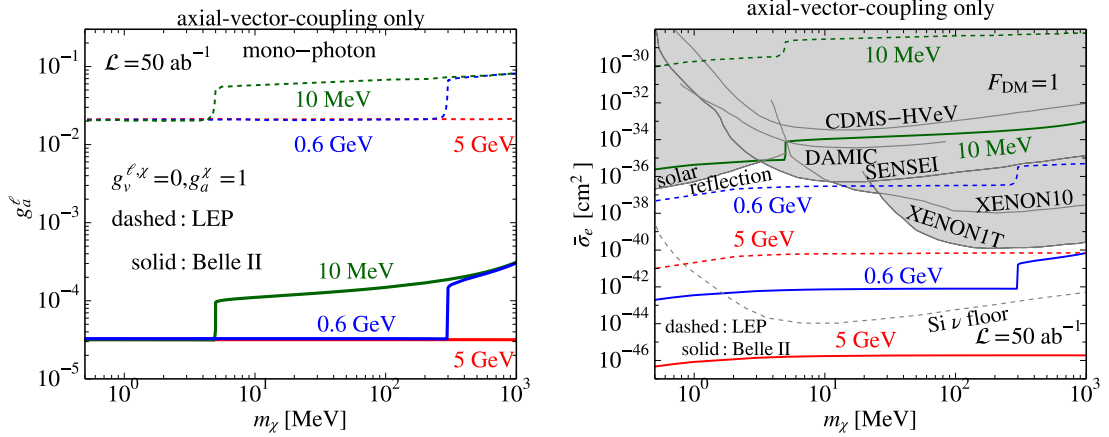 axial-vector-coupling only
ℒ=50 ab⁻¹
mono-photon
10 MeV
0.6 GeV
5 GeV
g_v^{ℓ,χ}=0, g_a^χ=1
dashed: LEP
solid: Belle II
10 MeV
0.6 GeV
5 GeV
10⁻¹
10⁻²
10⁻³
10⁻⁴
10⁻⁵
g_a^ℓ
10⁰
10¹
10²
10³
m_χ [MeV]
axial-vector-coupling only
10 MeV
F_DM=1
CDMS-HVeV
10 MeV
DAMIC
SENSEI
solar
reflection
0.6 GeV
XENON10
XENON1T
5 GeV
0.6 GeV
Si ν floor
dashed: LEP
solid: Belle II
ℒ=50 ab⁻¹
5 GeV
10⁻³⁰
10⁻³²
10⁻³⁴
10⁻³⁶
10⁻³⁸
10⁻⁴⁰
10⁻⁴²
10⁻⁴⁴
10⁻⁴⁶
σ̄_e [cm²]
10⁰
10¹
10²
10³
m_χ [MeV]